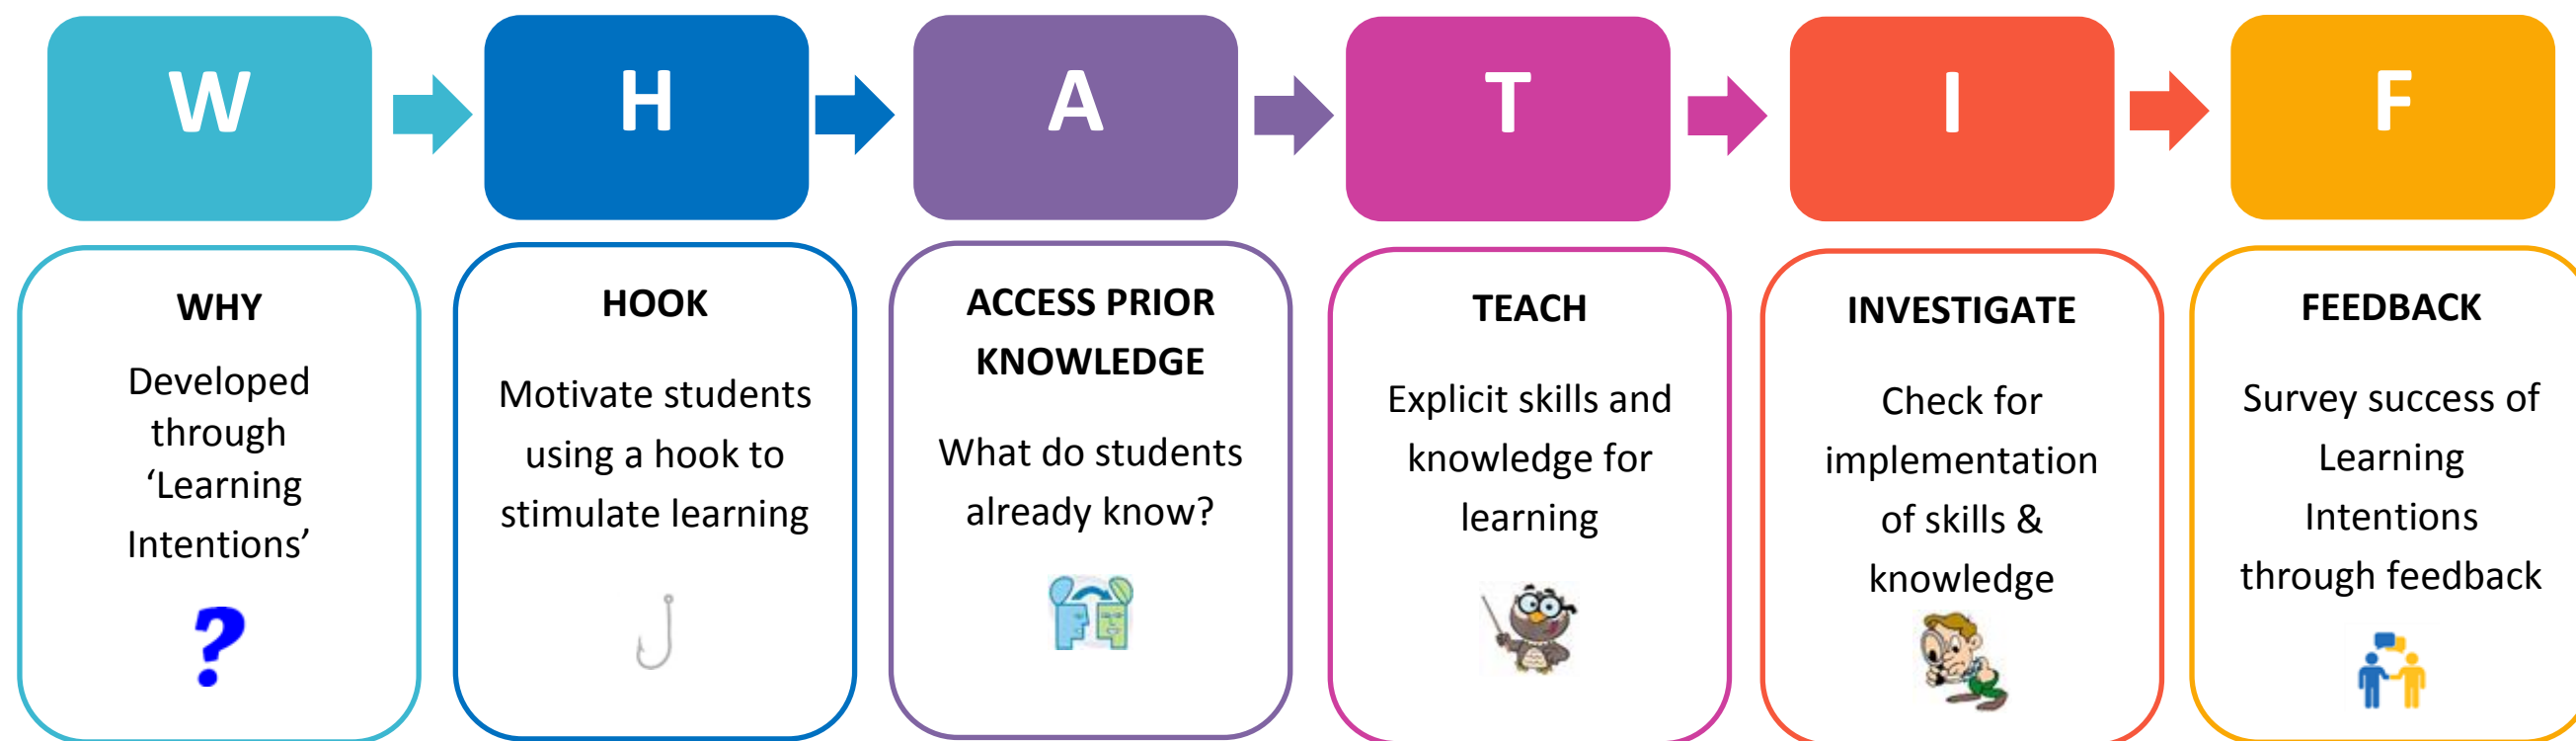 W
H
A
T
I
F
WHY
Developed
through
‘Learning
Intentions’
HOOK
Motivate students
using a hook to
stimulate learning
ACCESS PRIOR
KNOWLEDGE
What do students
already know?
TEACH
Explicit skills and
knowledge for
learning
INVESTIGATE
Check for
implementation
of skills &
knowledge
FEEDBACK
Survey success of
Learning
Intentions
through feedback
?